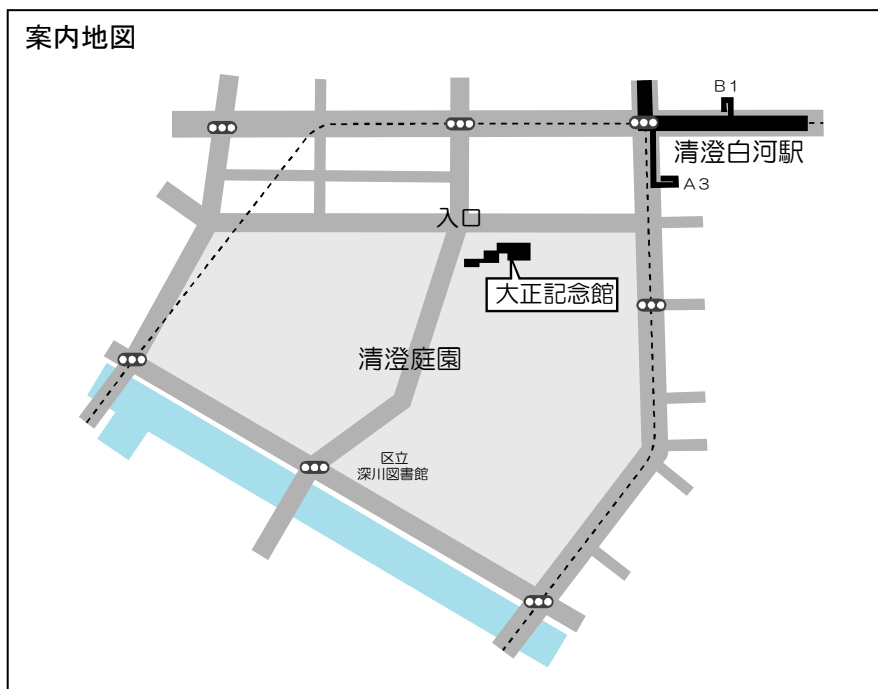 案内地図
B1
清澄白河駅
A3
入口
大正記念館
清澄庭園
区立
深川図書館